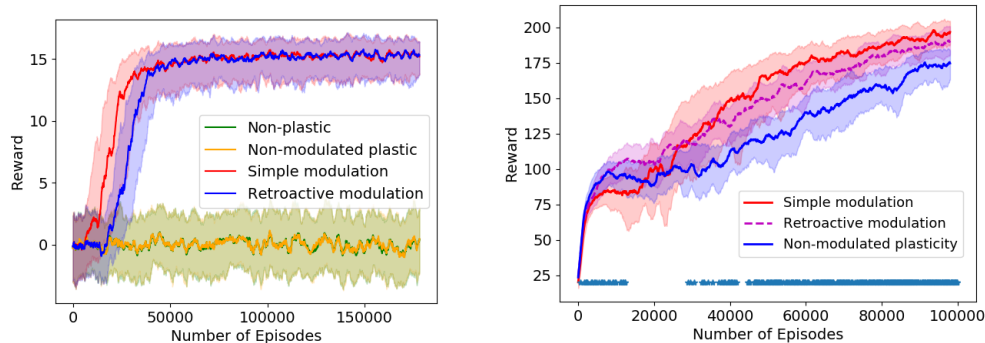 15
10
5
0
Reward
Non-plastic
Non-modulated plastic
Simple modulation
Retroactive modulation
0 50000 100000 150000
Number of Episodes
200
175
150
125
100
75
50
25
Reward
Simple modulation
Retroactive modulation
Non-modulated plasticity
0 20000 40000 60000 80000 100000
Number of Episodes